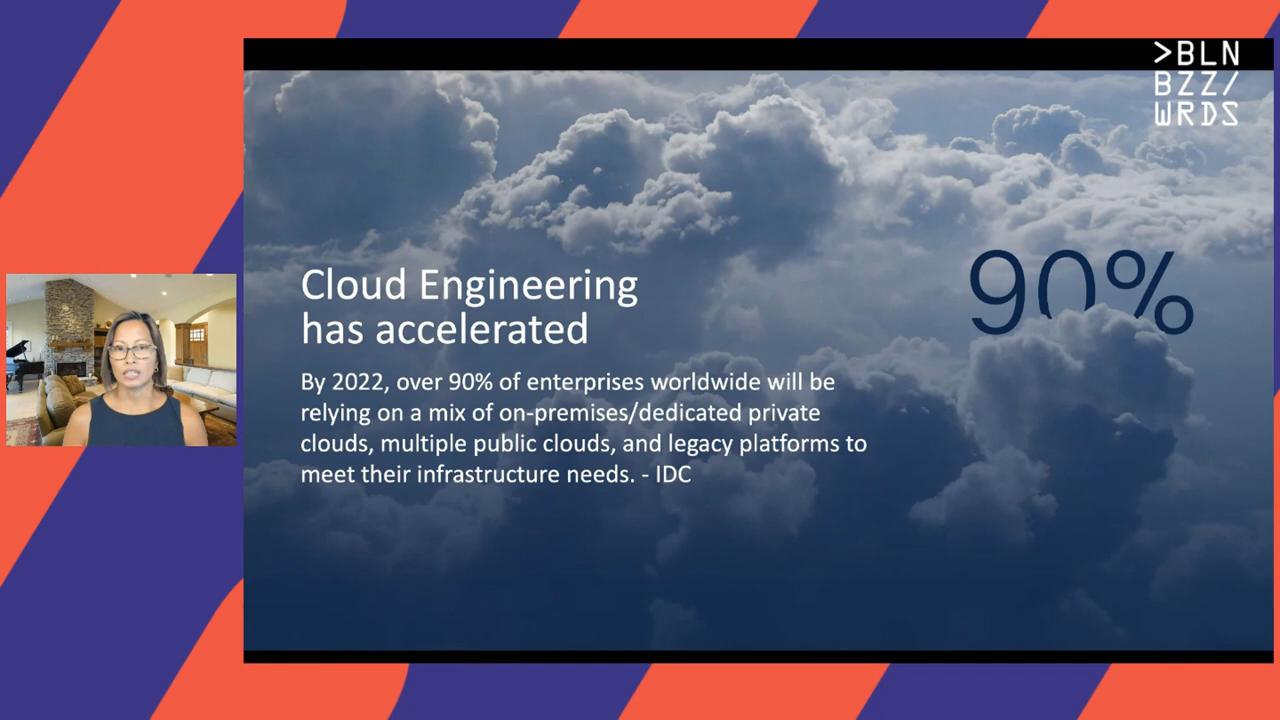 >BLN
BZZ/
WRDS
90%
Cloud Engineering
has accelerated
By 2022, over 90% of enterprises worldwide will be
relying on a mix of on-premises/dedicated private
clouds, multiple public clouds, and legacy platforms to
meet their infrastructure needs. - IDC